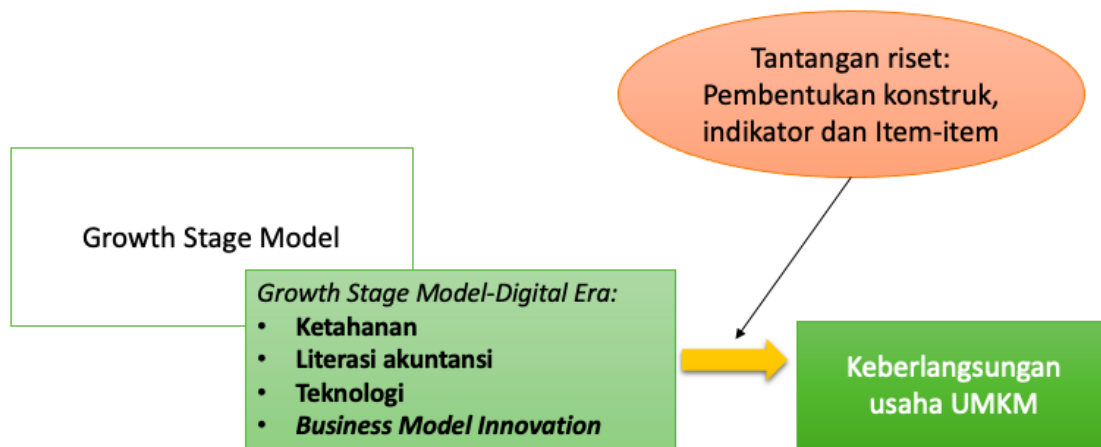 Tantangan riset:
Pembentukan konstruk,
indikator dan Item-item
Growth Stage Model
Growth Stage Model-Digital Era:
• Ketahanan
• Literasi akuntansi
• Teknologi
• Business Model Innovation
Keberlangsungan
usaha UMKM